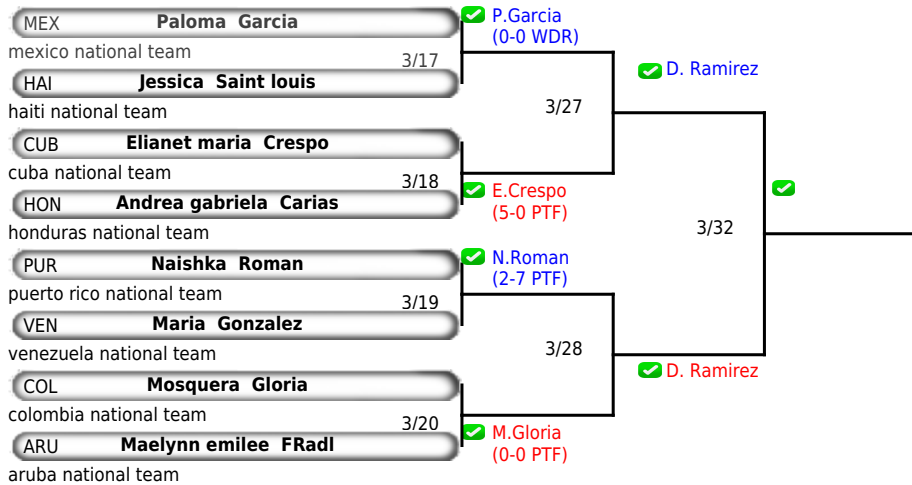 MEX Paloma Garcia
P.Garcia
(0-0 WDR)
mexico national team
3/17
D. Ramirez
HAI Jessica Saint louis
haiti national team
3/27
CUB Elianet maria Crespo
cuba national team
3/18
E.Crespo
(5-0 PTF)
HON Andrea gabriela Carias
honduras national team
3/32
PUR Naishka Roman
N.Roman
(2-7 PTF)
puerto rico national team
3/19
VEN Maria Gonzalez
venezuela national team
3/28
D. Ramirez
COL Mosquera Gloria
colombia national team
3/20
M.Gloria
(0-0 PTF)
ARU Maelynn emilee FRadl
aruba national team